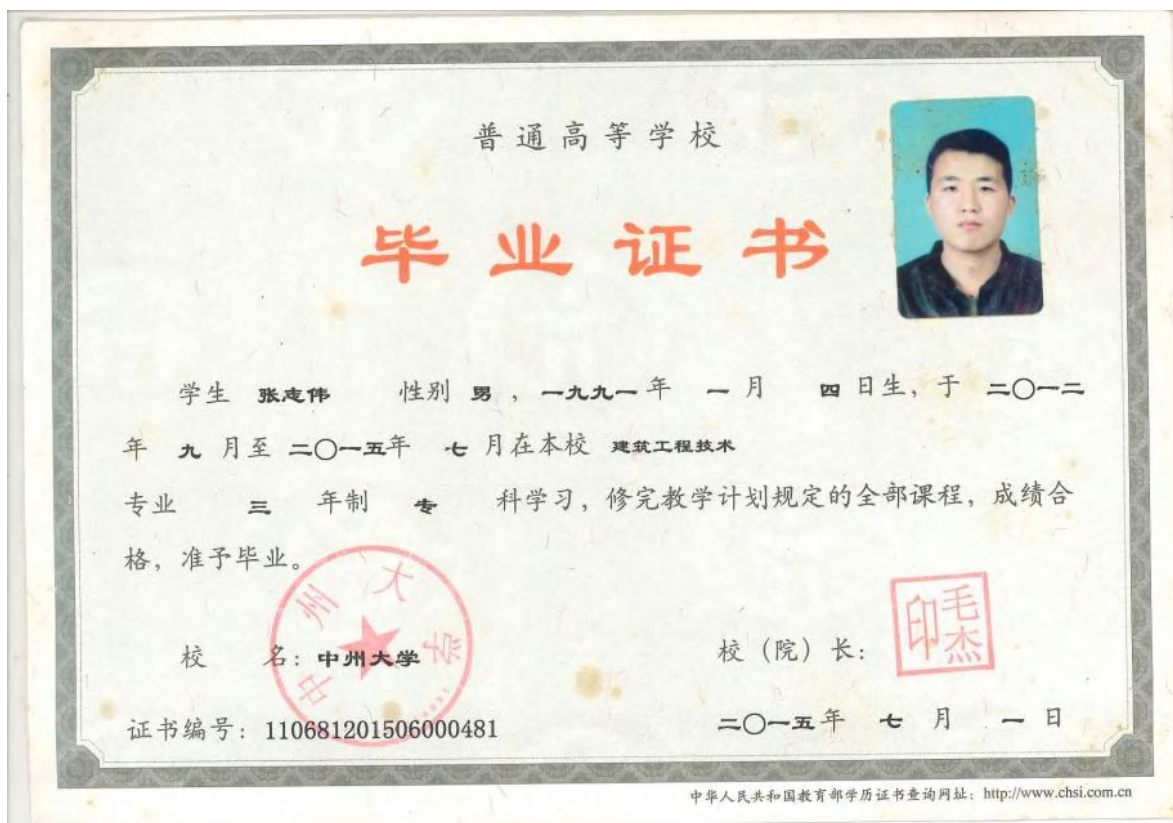 普通高等学校
毕业证书
学生 张志伟 性别 男 ，一九九一 年 一 月 四 日生，于 二〇一二
年 九 月至 二〇一五年 七 月在本校 建筑工程技术
专业 三 年制 专 科学习，修完教学计划规定的全部课程，成绩合
格，准予毕业。
中州大学
校 名：中州大学
校（院）长：
毛杰印
证书编号：110681201506000481
二〇一五年 七 月 一 日
中华人民共和国教育部学历证书查询网址：http://www.chsi.com.cn